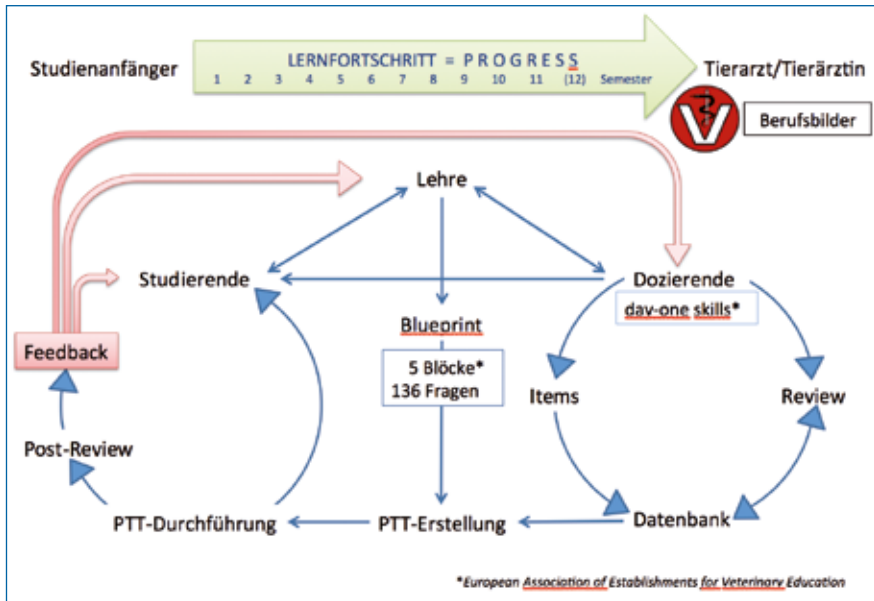 LERNFORTSCHRITT = P R O G R E S S
Studienanfänger
Tierarzt/Tierärztin
1 2 3 4 5 6 7 8 9 10 11 (12) Semester
V
Berufsbilder
Lehre
Studierende
Dozierende
day-one skills*
Blueprint
Feedback
5 Blöcke*
136 Fragen
Items
Review
Post-Review
PTT-Durchführung
PTT-Erstellung
Datenbank
*European Association of Establishments for Veterinary Education